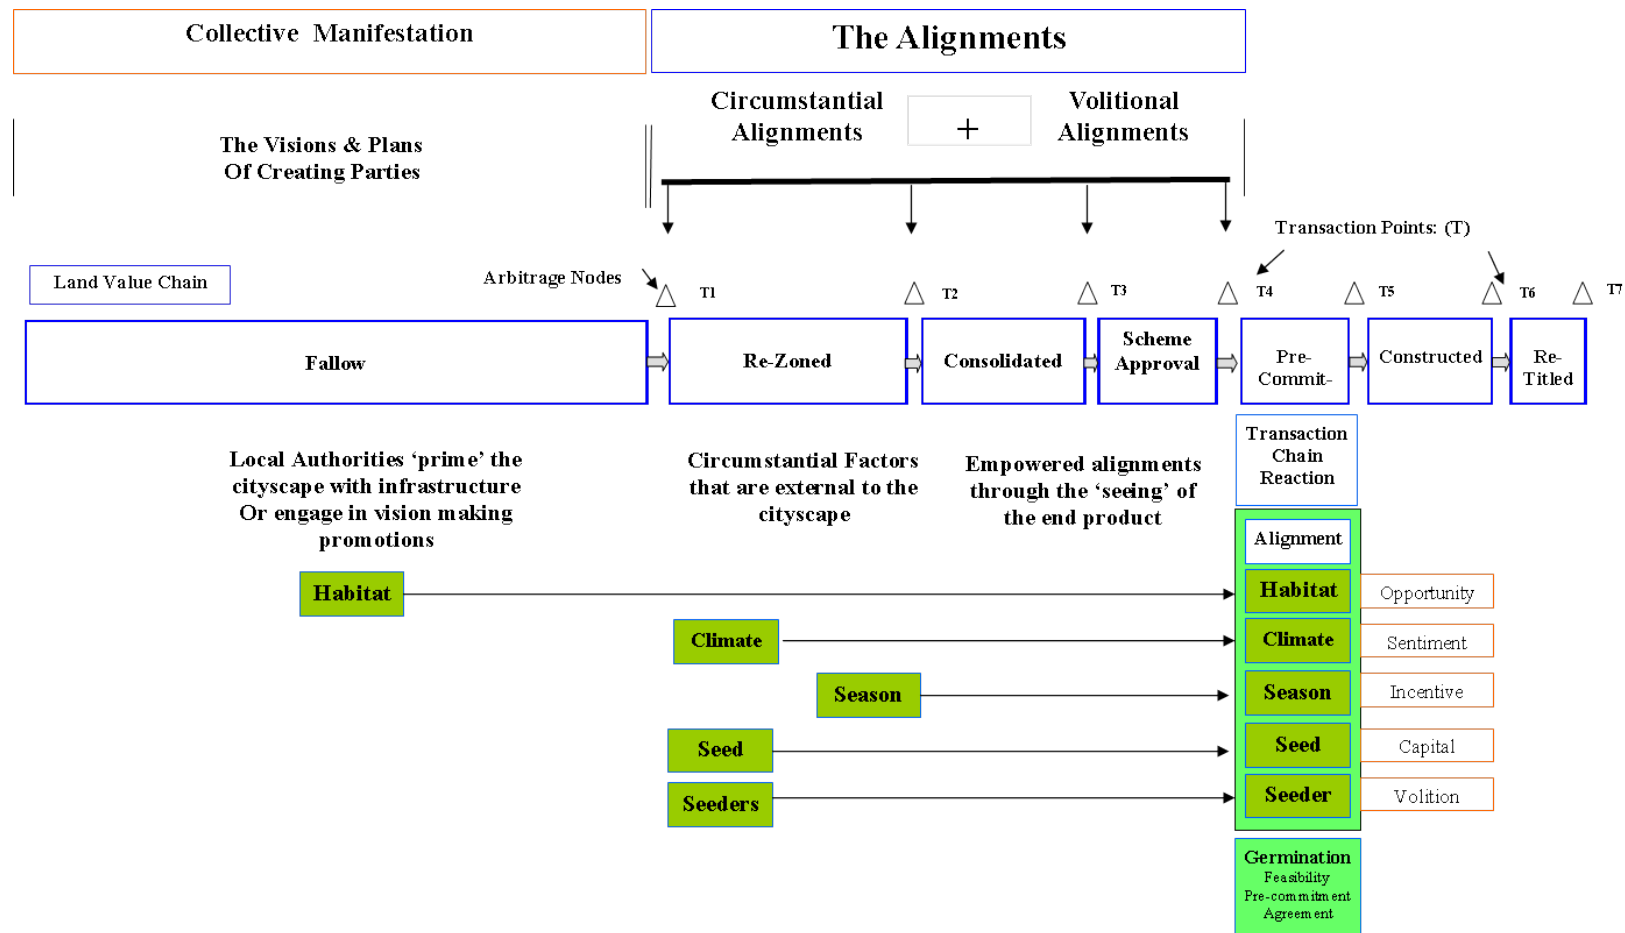 Collective Manifestation
The Alignments
Circumstantial
Alignments
+
Volitional
Alignments
The Visions & Plans
Of Creating Parties
Transaction Points: (T)
Land Value Chain
Arbitrage Nodes
T1
T2
T3
T4
T5
T6
T7
Fallow
Re-Zoned
Consolidated
Scheme
Approval
Pre-
Commit-
Constructed
Re-
Titled
Local Authorities ‘prime’ the
cityscape with infrastructure
Or engage in vision making
promotions
Circumstantial Factors
that are external to the
cityscape
Empowered alignments
through the ‘seeing’ of
the end product
Transaction
Chain
Reaction
Alignment
Habitat
Habitat
Opportunity
Climate
Climate
Sentiment
Season
Season
Incentive
Seed
Seed
Capital
Seeders
Seeder
Volition
Germination
Feasibility
Pre-commitment
Agreement